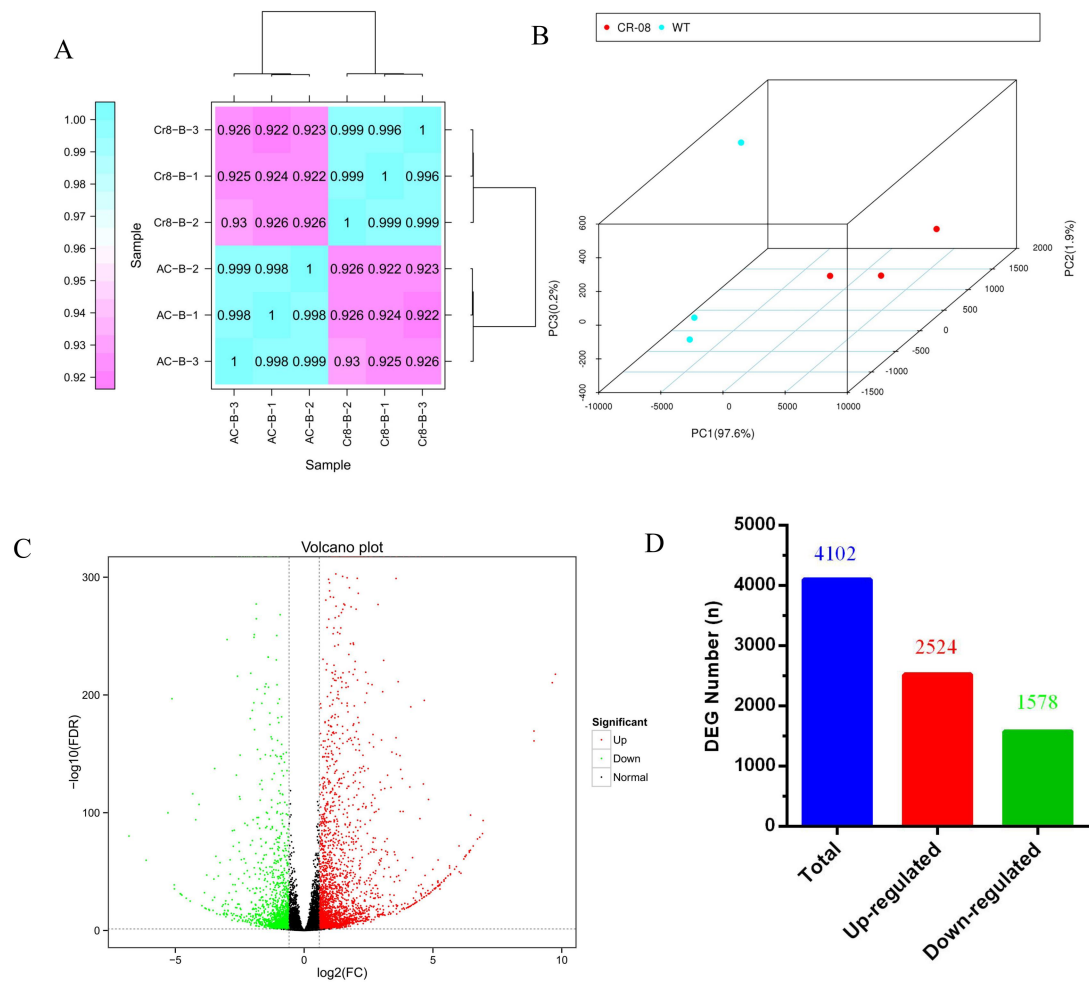 A
1.00
0.99
0.98
0.97
0.96
0.95
0.94
0.93
0.92
Sample
Cr8-B-3 0.926 0.922 0.923 0.999 0.996 1
Cr8-B-1 0.925 0.924 0.922 0.999 1 0.996
Cr8-B-2 0.93 0.926 0.926 1 0.999 0.999
AC-B-2 0.999 0.998 1 0.926 0.922 0.923
AC-B-1 0.998 1 0.998 0.926 0.924 0.922
AC-B-3 1 0.998 0.999 0.93 0.925 0.926
AC-B-3 AC-B-1 AC-B-2 Cr8-B-2 Cr8-B-1 Cr8-B-3
Sample
B
CR-08 WT
PC3(0.2%)
600
400
200
0
200
-400
-10000 -5000 0 5000 10000
PC1(97.6%)
-1500
-1000
-500
0
500
1000
1500
2000
PC2(1.9%)
C
Volcano plot
-log10(FDR)
300
200
100
0
-5 0 5 10
log2(FC)
Significant
Up
Down
Normal
D
DEG Number (n)
5000
4000
3000
2000
1000
0
4102
2524
1578
Total
Up-regulated
Down-regulated